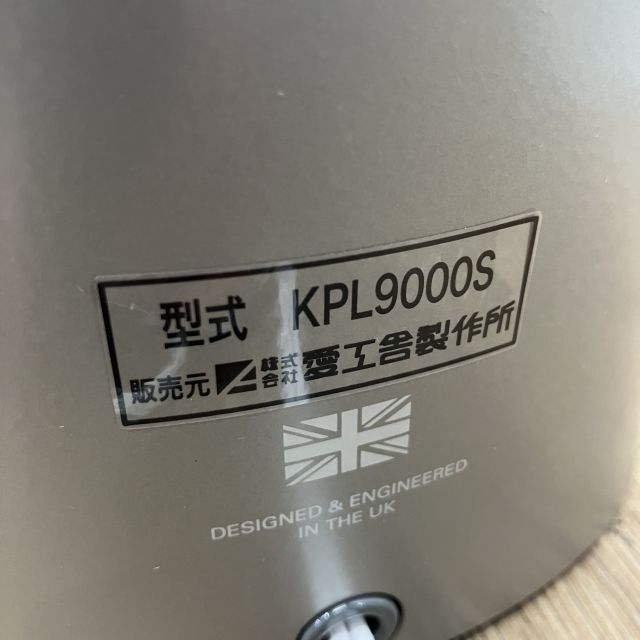 型式 KPL9000S
販売元 株式会社 愛工舎製作所
DESIGNED & ENGINEERED
IN THE UK